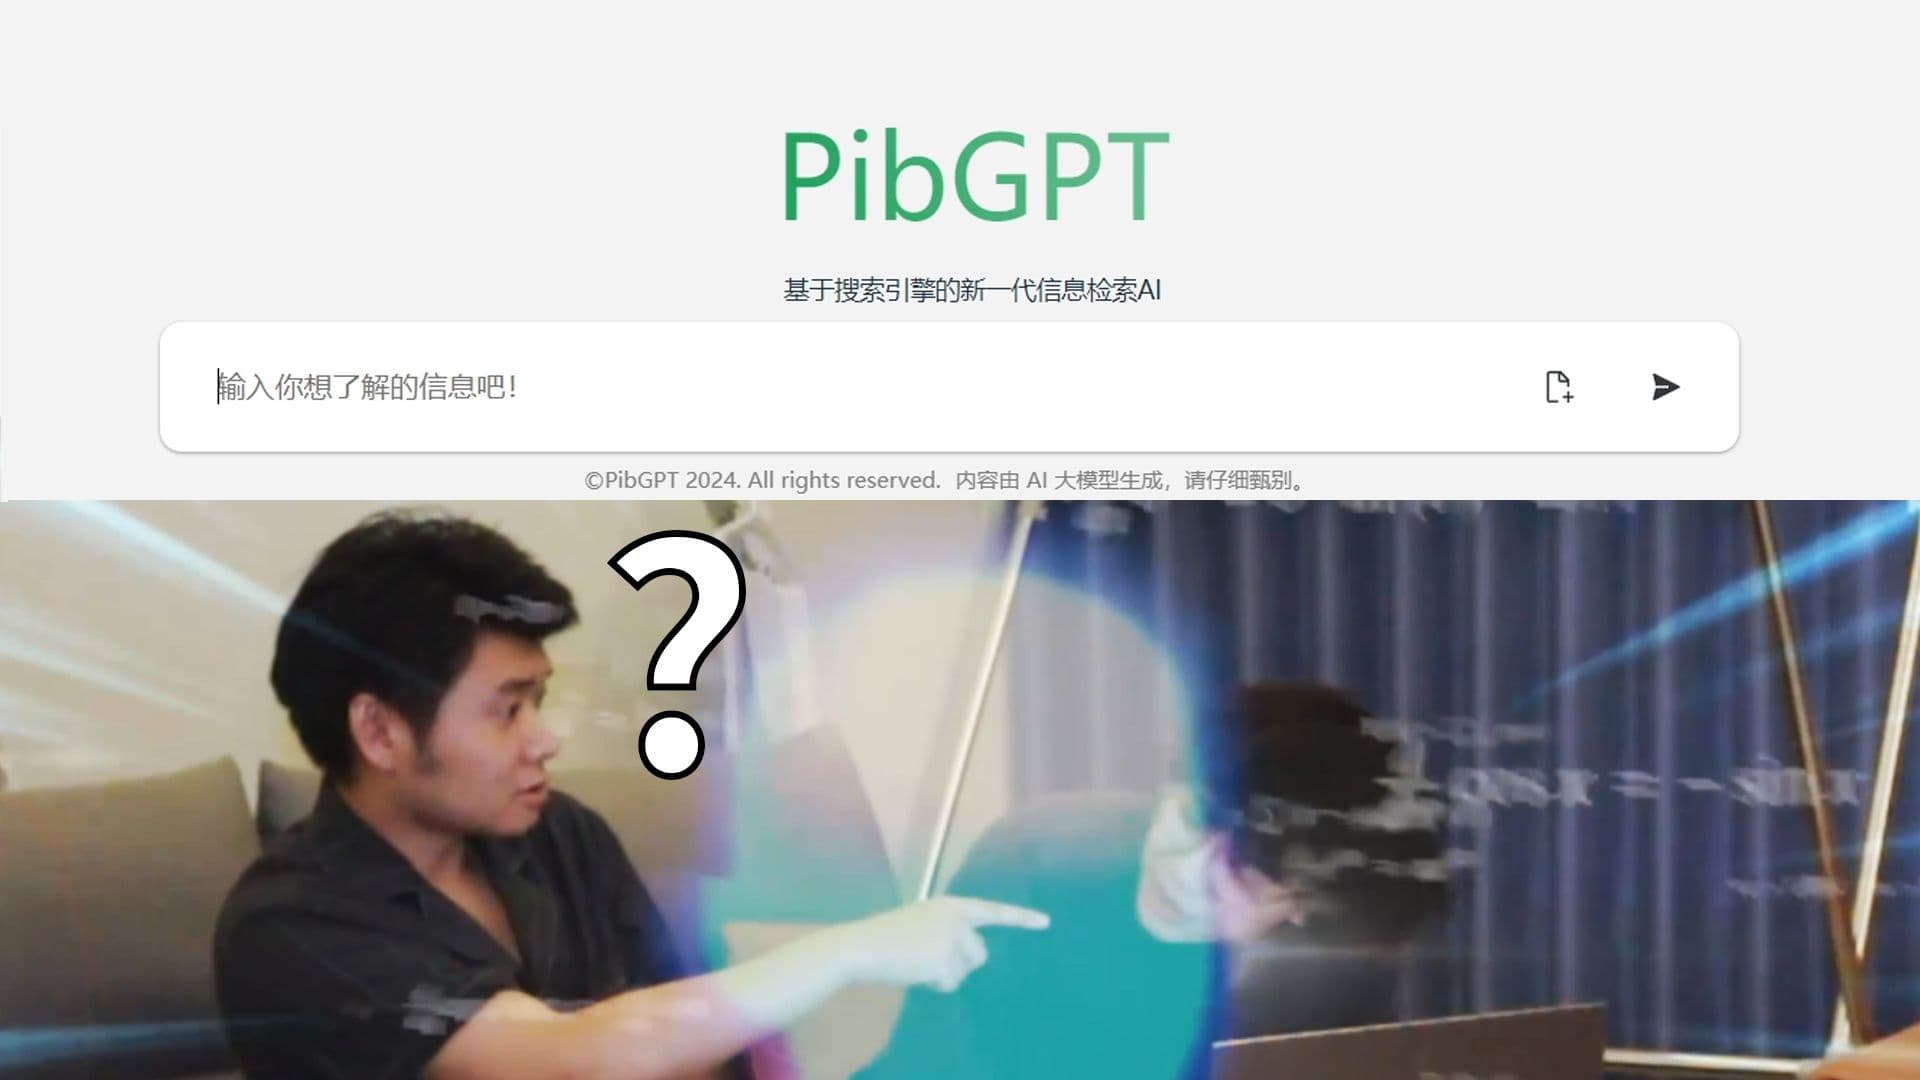 PibGPT
基于搜索引擎的新一代信息检索AI
输入你想了解的信息吧！
©PibGPT 2024. All rights reserved. 内容由 AI 大模型生成，请仔细甄别。
?